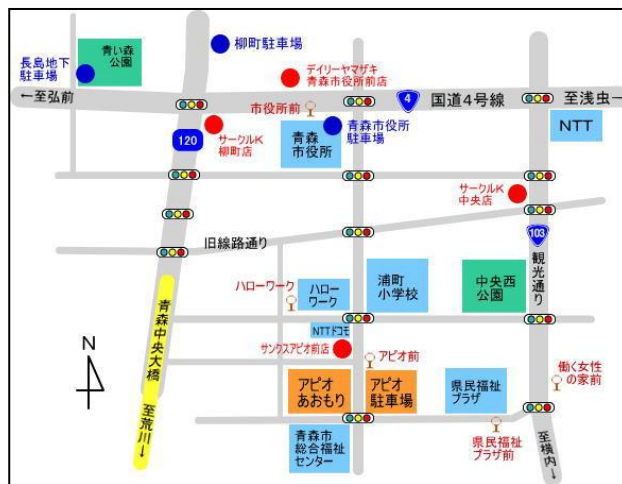 長島地下
駐車場
青い森
公園
柳町駐車場
デイリーヤマザキ
青森市役所前店
←至弘前
市役所前
4
国道4号線
至浅虫→
120
サークルK
柳町店
青森
市役所
青森市役所
駐車場
NTT
サークルK
中央店
旧線路通り
103
観光通り
ハローワーク
ハロー
ワーク
浦町
小学校
中央西
公園
NTTドコモ
サンクスアピオ前店
アピオ前
青森中央大橋
N
アピオ
あおもり
アピオ
駐車場
県民福祉
プラザ
働く女性
の家前
至荒川↓
青森市
総合福祉
センター
県民福祉
プラザ前
至横内↓